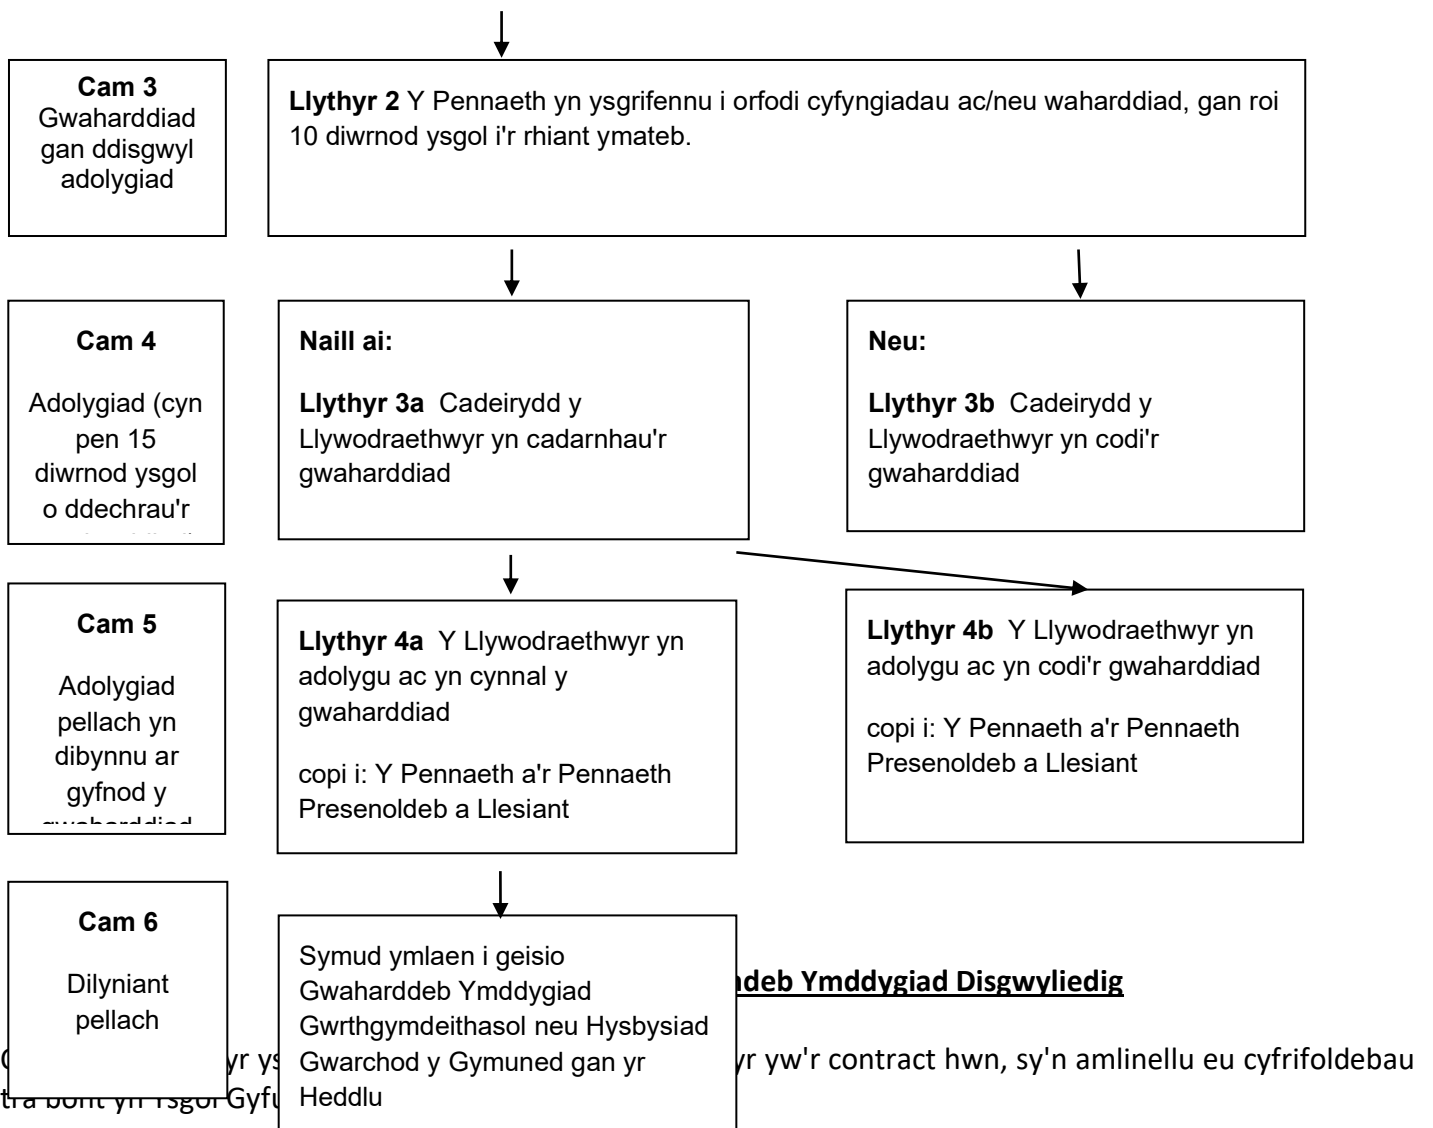 Cam 3
Gwaharddiad
gan ddisgwyl
adolygiad
Llythyr 2 Y Pennaeth yn ysgrifennu i orfodi cyfyngiadau ac/neu waharddiad, gan roi
10 diwrnod ysgol i'r rhiant ymateb.
Cam 4
Adolygiad (cyn
pen 15
diwrnod ysgol
o ddechrau'r
Naill ai:
Llythyr 3a Cadeirydd y
Llywodraethwyr yn cadarnhau'r
gwaharddiad
Neu:
Llythyr 3b Cadeirydd y
Llywodraethwyr yn codi'r
gwaharddiad
Cam 5
Adolygiad
pellach yn
dibynnu ar
gyfnod y
gwaharddiad
Llythyr 4a Y Llywodraethwyr yn
adolygu ac yn cynnal y
gwaharddiad
copi i: Y Pennaeth a'r Pennaeth
Presenoldeb a Llesiant
Llythyr 4b Y Llywodraethwyr yn
adolygu ac yn codi'r gwaharddiad
copi i: Y Pennaeth a'r Pennaeth
Presenoldeb a Llesiant
Cam 6
Dilyniant
pellach
Symud ymlaen i geisio
Gwaharddeb Ymddygiad
Gwrthgymdeithasol neu Hysbysiad
Gwarchod y Gymuned gan yr
Heddlu
Ymddygiad Disgwyliedig
yr yw'r contract hwn, sy'n amlinellu eu cyfrifoldebau
tra bont yn Ysgol